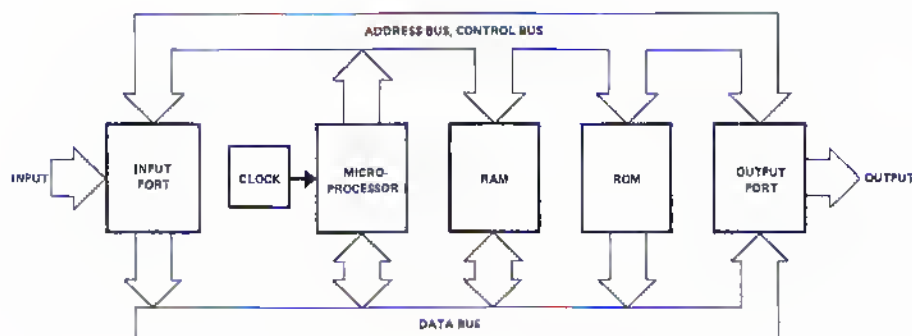 ADDRESS BUS, CONTROL BUS
INPUT
INPUT
PORT
CLOCK
MICRO-
PROCESSOR
RAM
ROM
OUTPUT
PORT
OUTPUT
DATA BUS